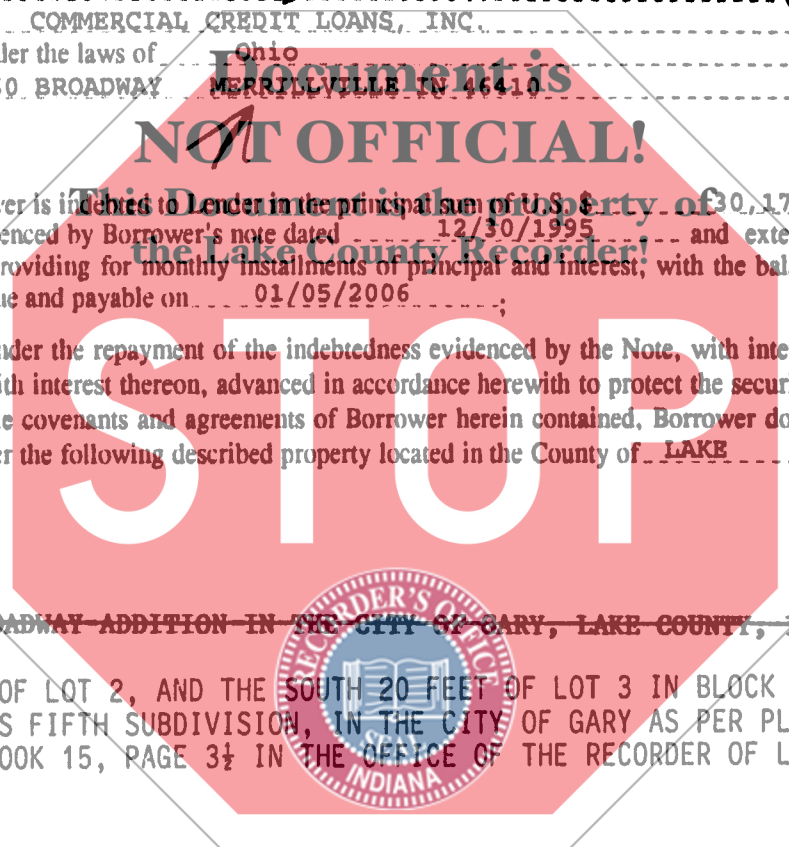 COMMERCIAL CREDIT LOANS, INC.
der the laws of Ohio
0 BROADWAY MERRILLVILLE IN 46410
Document is
NOT OFFICIAL!
This Document is the property of
the Lake County Recorder!
er is indebted to Lender in the principal sum of U.S. $ 30,17
enced by Borrower's note dated 12/30/1995 and exte
roviding for monthly installments of principal and interest, with the bal
ue and payable on 01/05/2006 ;
nder the repayment of the indebtedness evidenced by the Note, with inte
ith interest thereon, advanced in accordance herewith to protect the securi
e covenants and agreements of Borrower herein contained, Borrower do
er the following described property located in the County of LAKE
STOP
ADWAY ADDITION IN THE CITY OF GARY, LAKE COUNTY,
OF LOT 2, AND THE SOUTH 20 FEET OF LOT 3 IN BLOCK
S FIFTH SUBDIVISION, IN THE CITY OF GARY AS PER PL
OOK 15, PAGE 3½ IN THE OFFICE OF THE RECORDER OF L
RECORDER'S OFFICE
SEAL
INDIANA